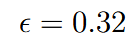 ϵ = 0.32